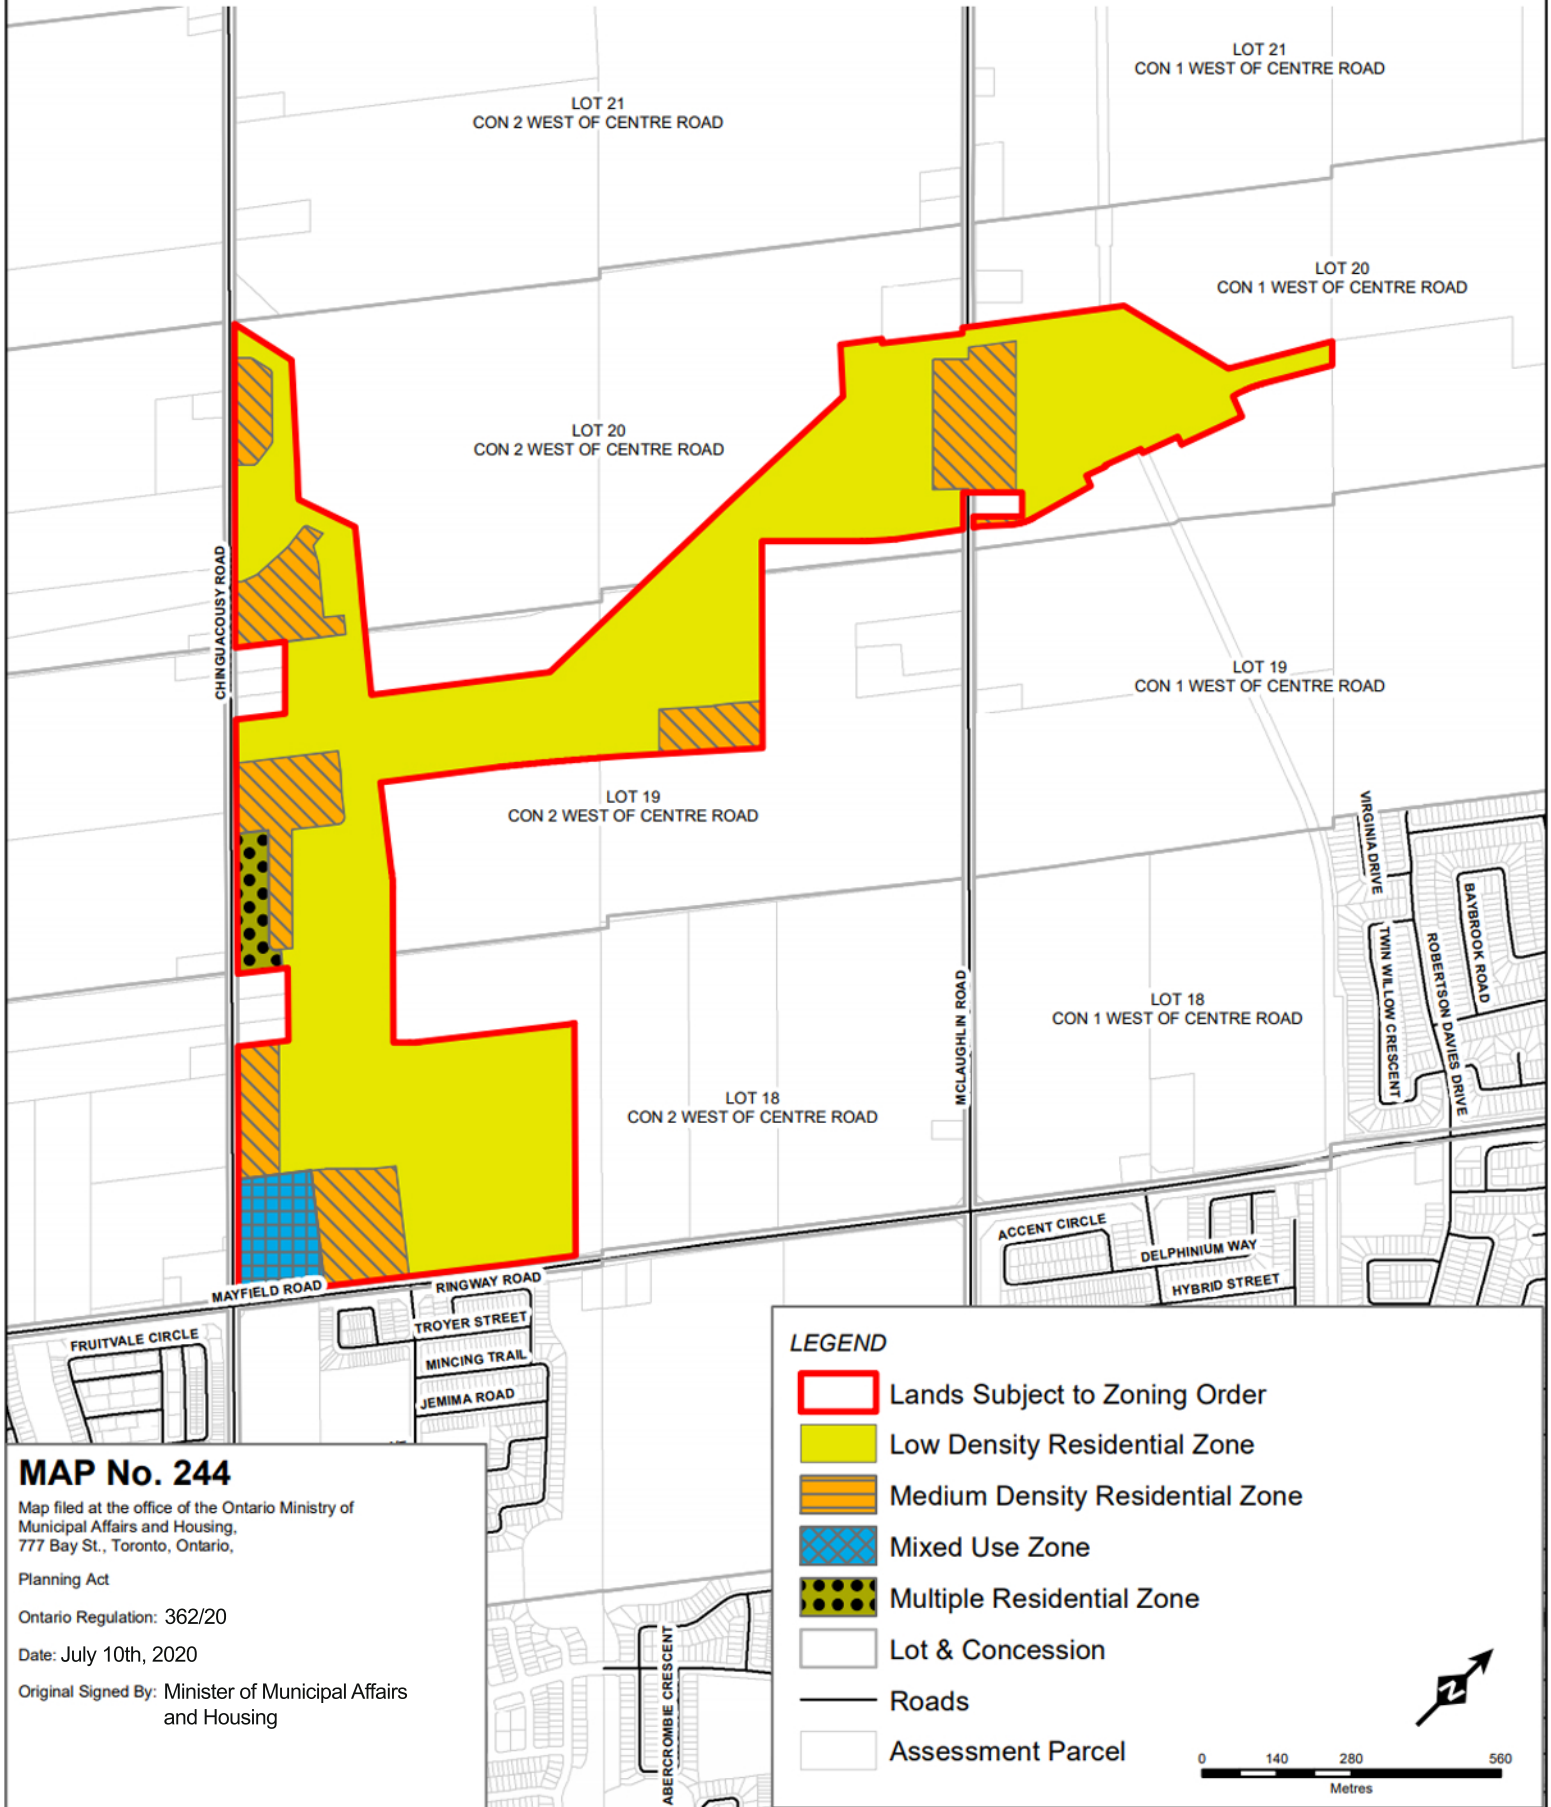 LOT 21
CON 1 WEST OF CENTRE ROAD
LOT 21
CON 2 WEST OF CENTRE ROAD
LOT 20
CON 1 WEST OF CENTRE ROAD
LOT 20
CON 2 WEST OF CENTRE ROAD
CHINGUACOUSY ROAD
LOT 19
CON 1 WEST OF CENTRE ROAD
LOT 19
CON 2 WEST OF CENTRE ROAD
VIRGINIA DRIVE
BAYBROOK ROAD
TWIN WILLOW CRESCENT
ROBERTSON DAVIES DRIVE
MCLAUGHLIN ROAD
LOT 18
CON 1 WEST OF CENTRE ROAD
LOT 18
CON 2 WEST OF CENTRE ROAD
ACCENT CIRCLE
DELPHINIUM WAY
HYBRID STREET
MAYFIELD ROAD
RINGWAY ROAD
TROYER STREET
FRUITVALE CIRCLE
MINCING TRAIL
JEMIMA ROAD
ABERCROMBIE CRESCENT
MAP No. 244
Map filed at the office of the Ontario Ministry of
Municipal Affairs and Housing,
777 Bay St., Toronto, Ontario,
Planning Act
Ontario Regulation: 362/20
Date: July 10th, 2020
Original Signed By: Minister of Municipal Affairs
and Housing
LEGEND
Lands Subject to Zoning Order
Low Density Residential Zone
Medium Density Residential Zone
Mixed Use Zone
Multiple Residential Zone
Lot & Concession
Roads
Assessment Parcel
N
0 140 280 560
Metres